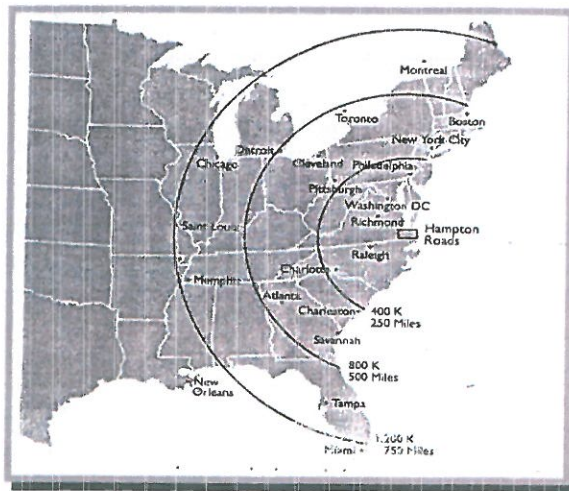 Montreal
Toronto
Boston
Detroit
New York City
Chicago
Cleveland
Philadelphia
Pittsburgh
Washington DC
Richmond
Hampton
Roads
Saint Louis
Raleigh
Memphis
Charlotte
Atlanta
Charleston
400 K
250 Miles
Savannah
800 K
500 Miles
New
Orleans
Tampa
1,200 K
750 Miles
Miami